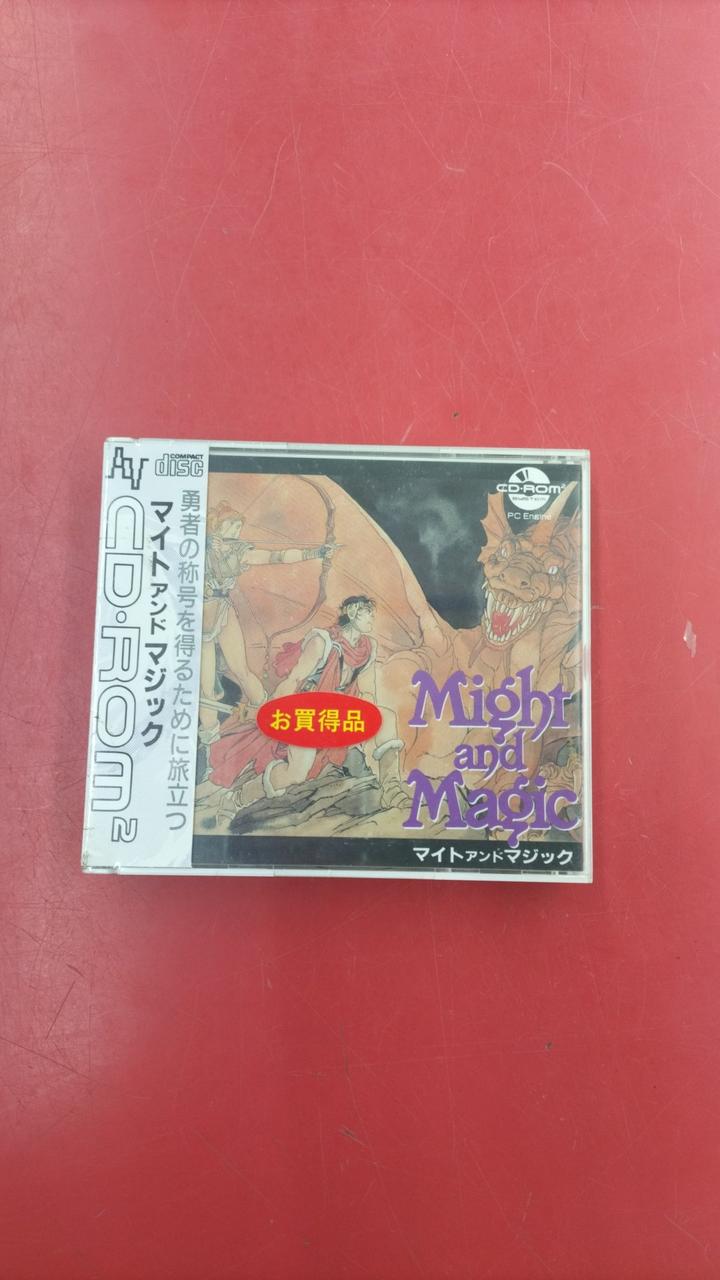 COMPACT
disc
AV
CD·ROM2
勇者の称号を得るために旅立つ
マイトアンドマジック
CD·ROM2
SYSTEM
PC Engine
お買得品
Might
and
Magic
マイトアンドマジック